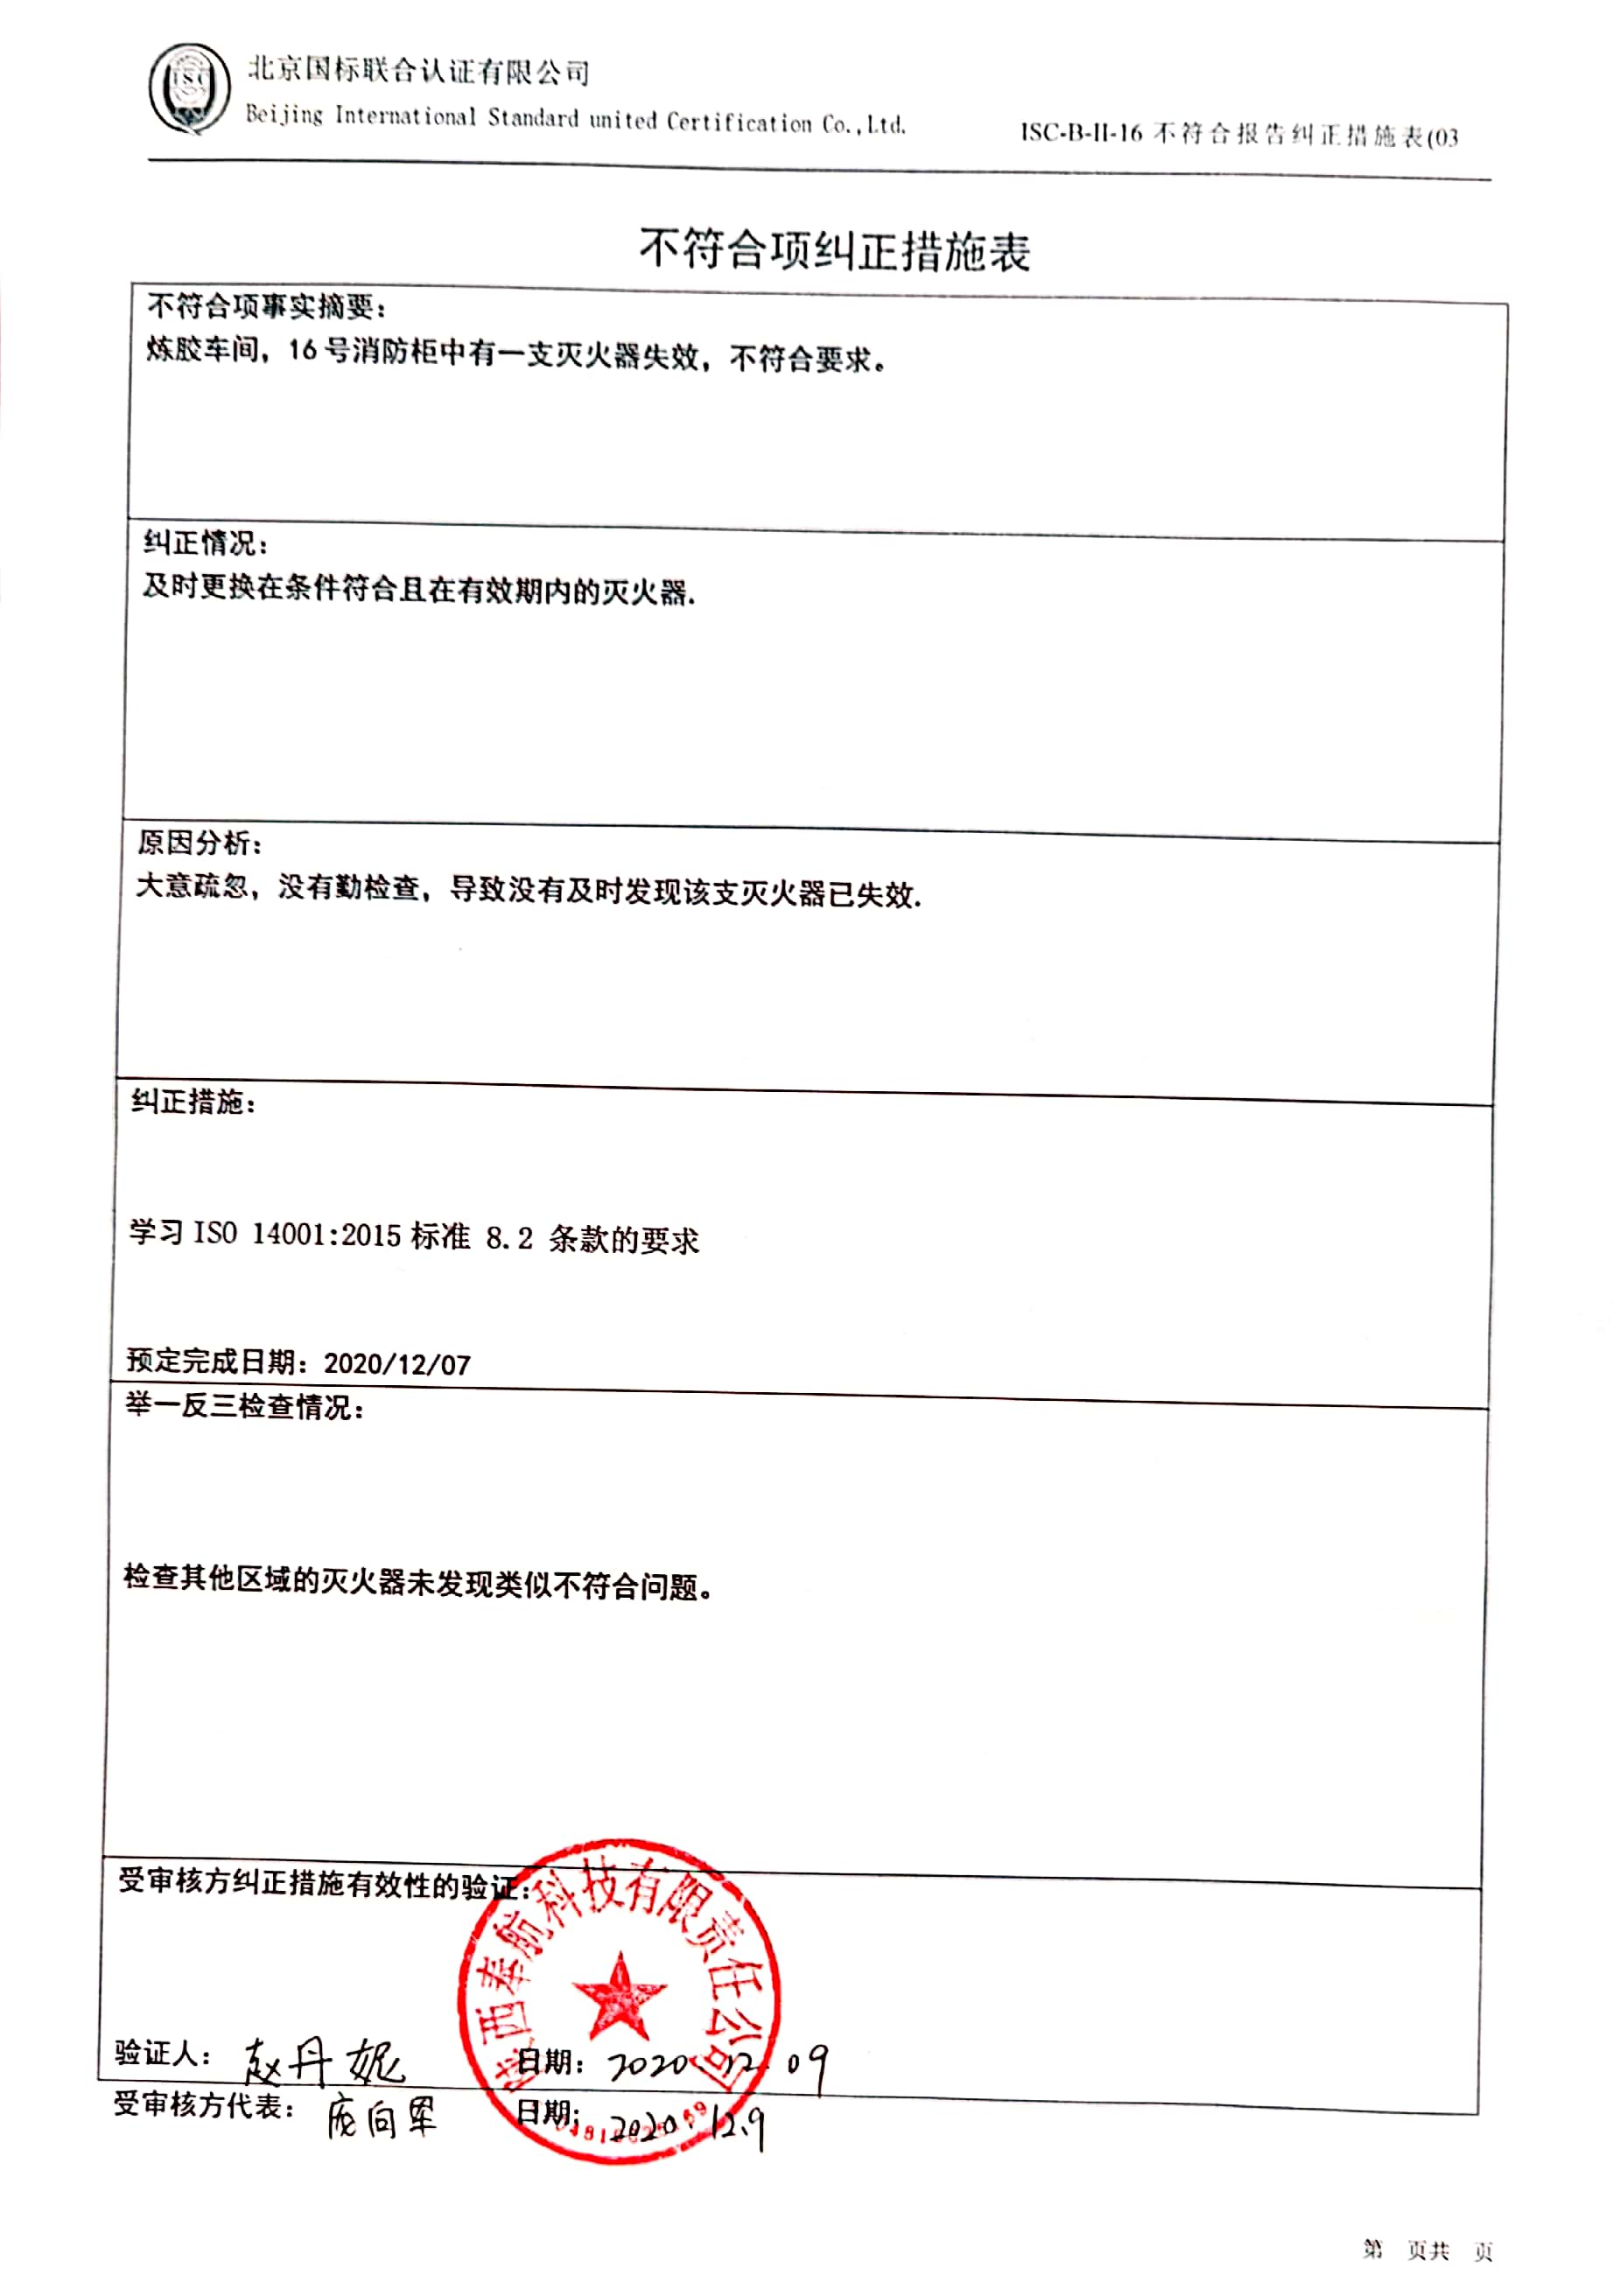 ISC
北京国标联合认证有限公司
Beijing International Standard united Certification Co.,Ltd.
ISC-B-II-16 不符合报告纠正措施表(03
不符合项纠正措施表
不符合项事实摘要：
炼胶车间，16号消防柜中有一支灭火器失效，不符合要求。
纠正情况：
及时更换在条件符合且在有效期内的灭火器.
原因分析：
大意疏忽，没有勤检查，导致没有及时发现该支灭火器已失效.
纠正措施：
学习 ISO 14001:2015 标准 8.2 条款的要求
预定完成日期：2020/12/07
举一反三检查情况：
检查其他区域的灭火器未发现类似不符合问题。
受审核方纠正措施有效性的验证：
西奉航科技有限责任公司
验证人： 赵丹妮 日期：2020.12.09
受审核方代表： 庞向军 日期：2020.12.9
第 页共 页